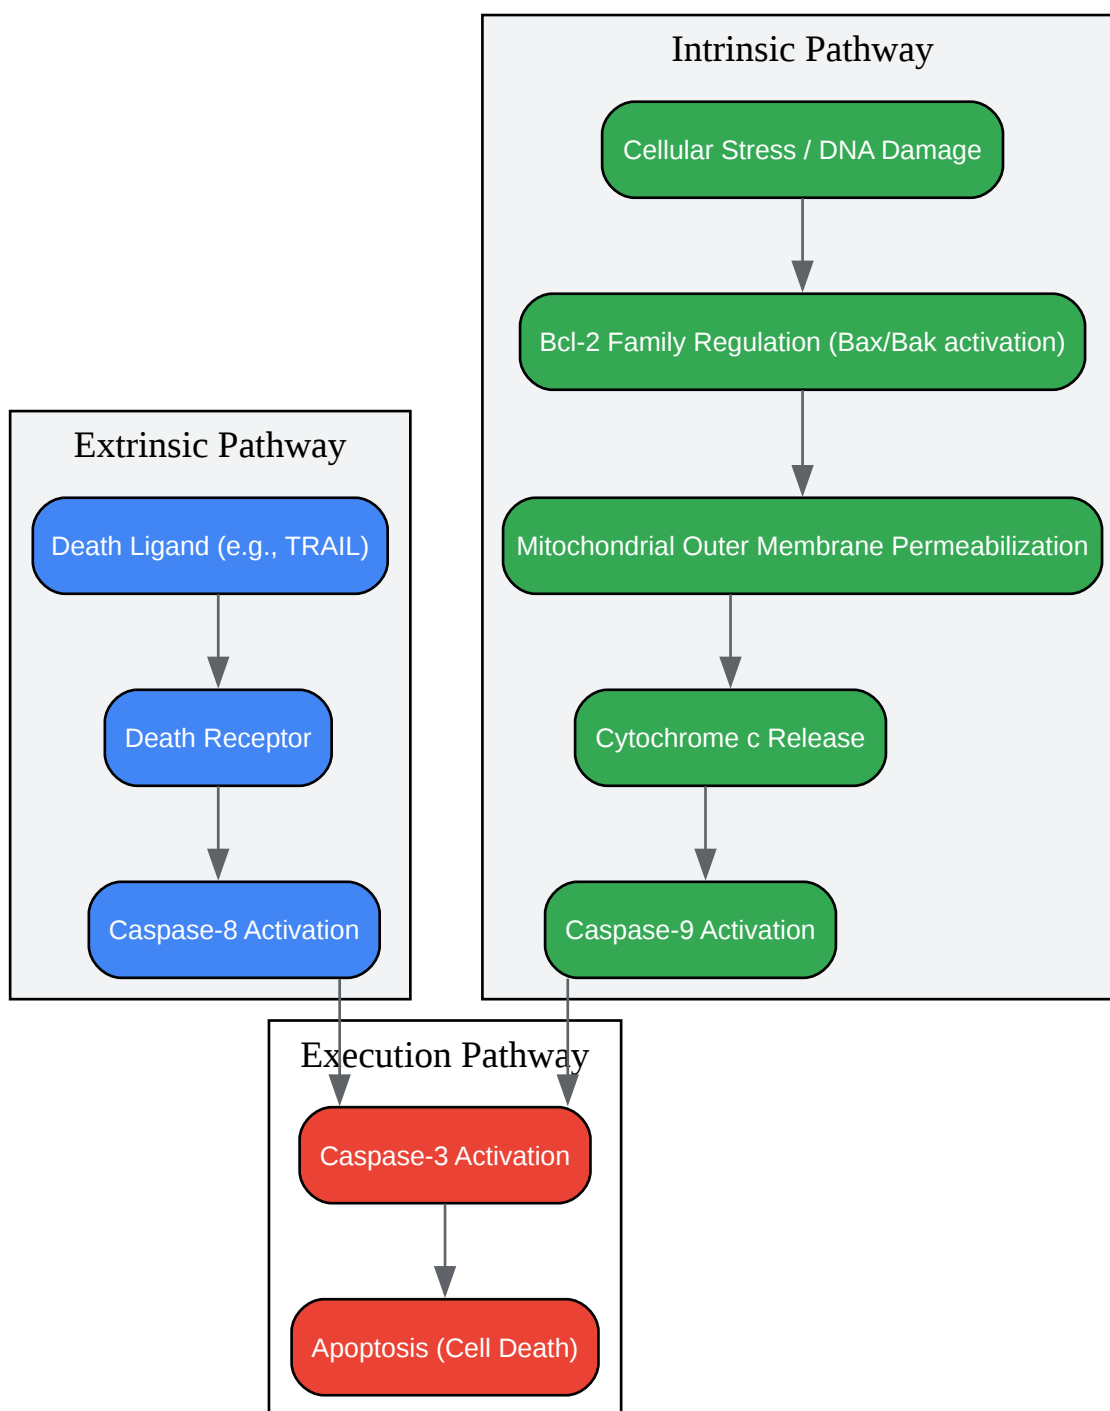 Intrinsic Pathway
Cellular Stress / DNA Damage
Bcl-2 Family Regulation (Bax/Bak activation)
Mitochondrial Outer Membrane Permeabilization
Cytochrome c Release
Caspase-9 Activation
Extrinsic Pathway
Death Ligand (e.g., TRAIL)
Death Receptor
Caspase-8 Activation
Execution Pathway
Caspase-3 Activation
Apoptosis (Cell Death)